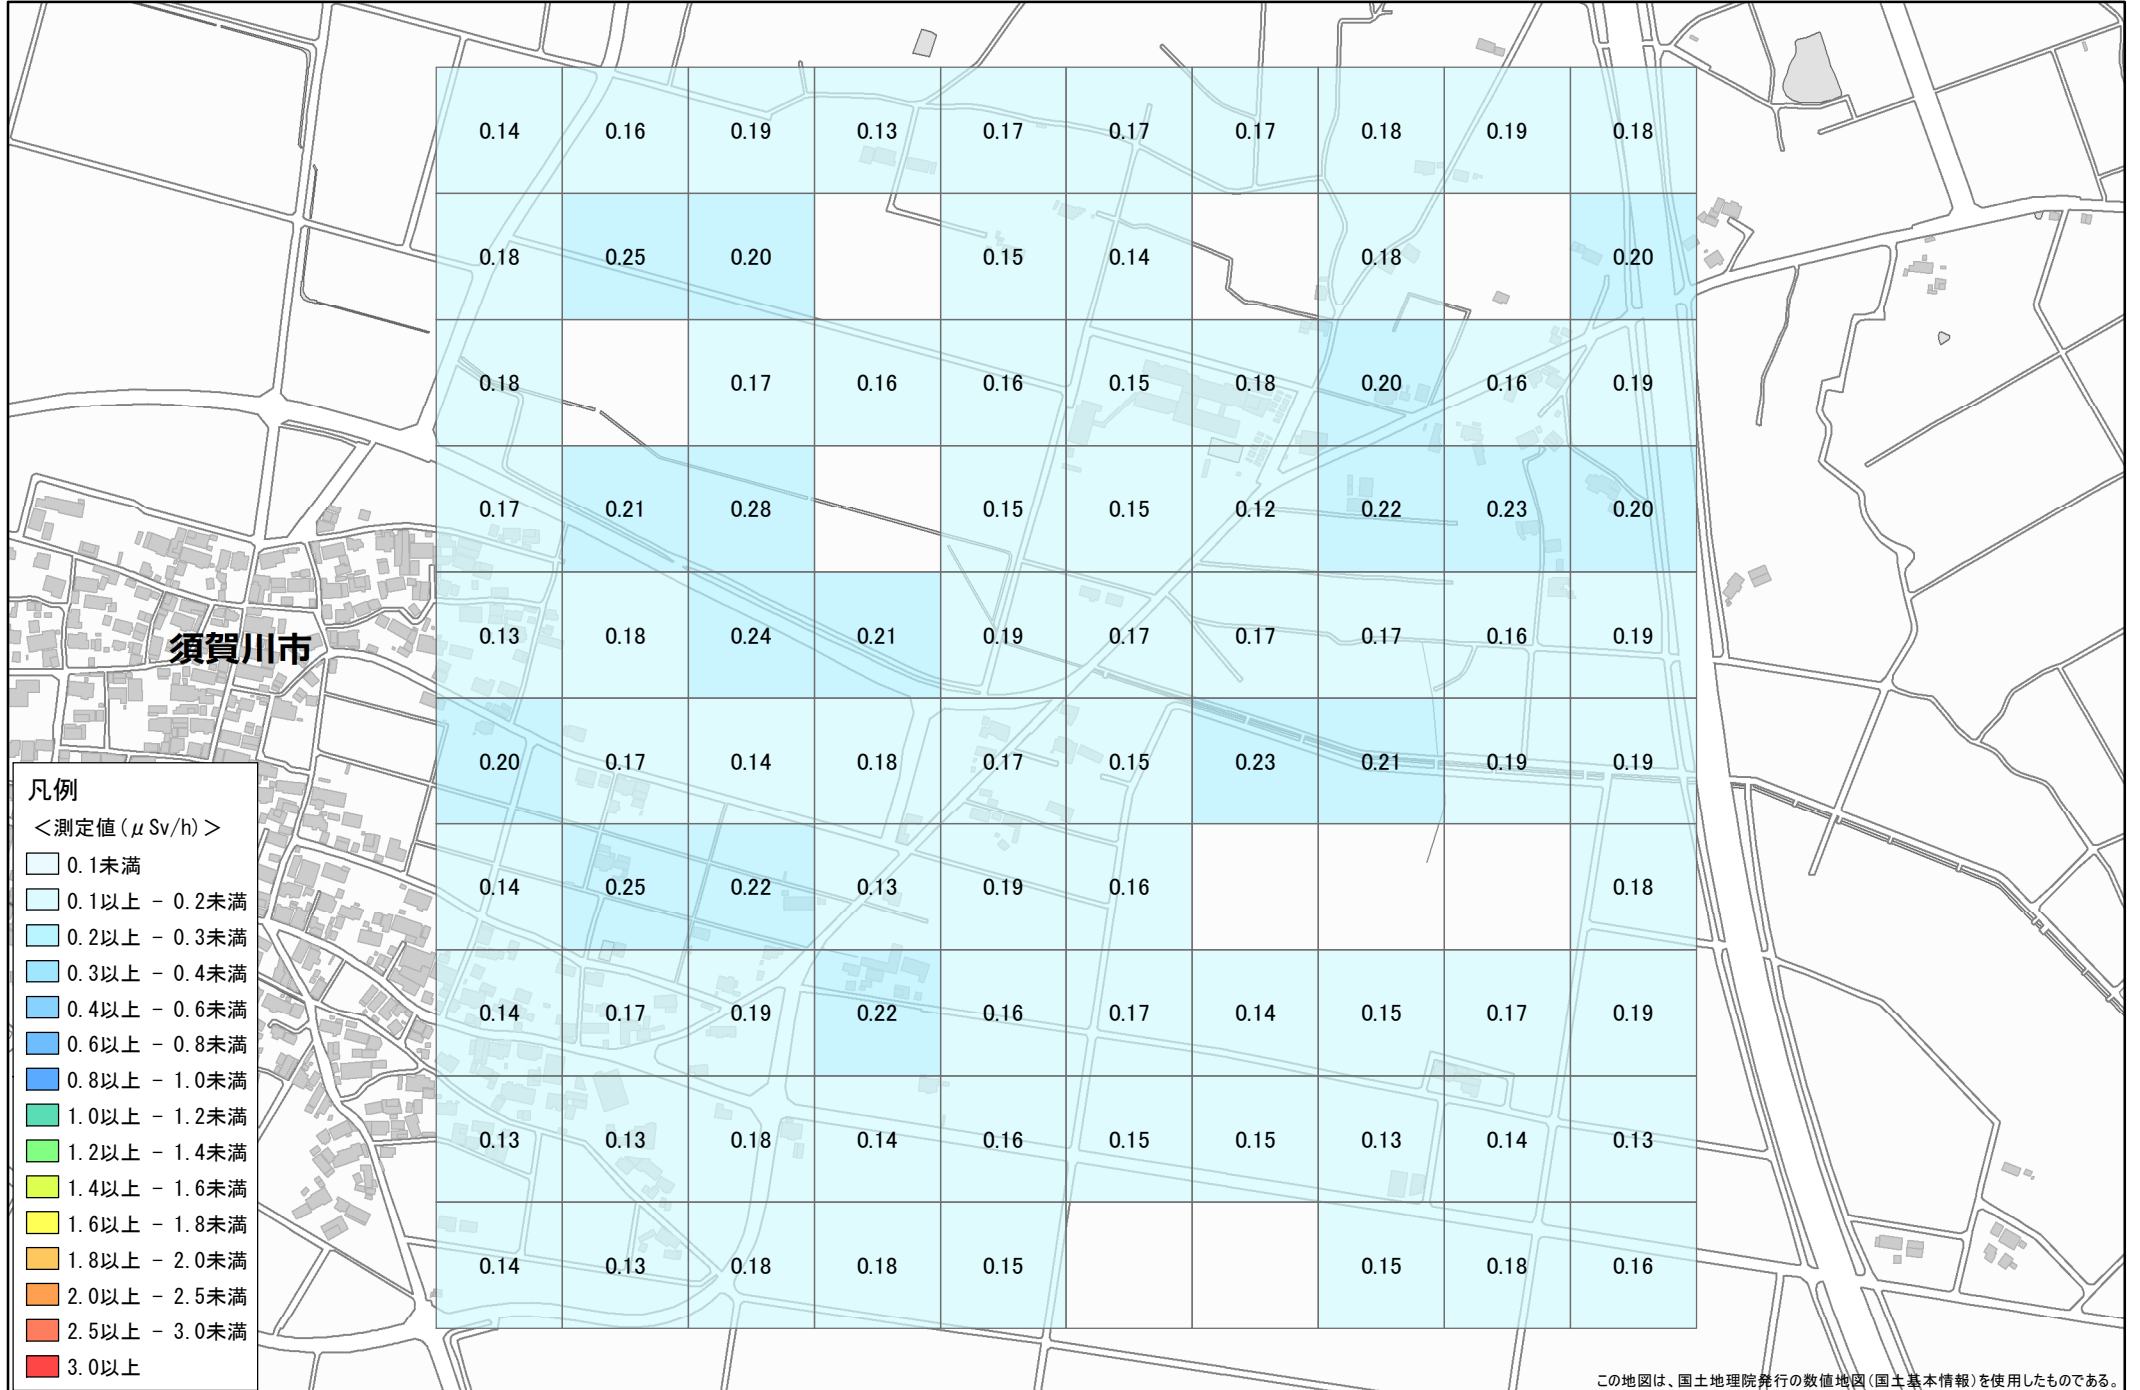 0.14 0.16 0.19 0.13 0.17 0.17 0.17 0.18 0.19 0.18
0.18 0.25 0.20 0.15 0.14 0.18 0.20
0.18 0.17 0.16 0.16 0.15 0.18 0.20 0.16 0.19
0.17 0.21 0.28 0.15 0.15 0.12 0.22 0.23 0.20
0.13 0.18 0.24 0.21 0.19 0.17 0.17 0.17 0.16 0.19
須賀川市
0.20 0.17 0.14 0.18 0.17 0.15 0.23 0.21 0.19 0.19
0.14 0.25 0.22 0.13 0.19 0.16 0.18
0.14 0.17 0.19 0.22 0.16 0.17 0.14 0.15 0.17 0.19
0.13 0.13 0.18 0.14 0.16 0.15 0.15 0.13 0.14 0.13
0.14 0.13 0.18 0.18 0.15 0.15 0.18 0.16
凡例
＜測定値(μSv/h)＞
0.1未満
0.1以上 - 0.2未満
0.2以上 - 0.3未満
0.3以上 - 0.4未満
0.4以上 - 0.6未満
0.6以上 - 0.8未満
0.8以上 - 1.0未満
1.0以上 - 1.2未満
1.2以上 - 1.4未満
1.4以上 - 1.6未満
1.6以上 - 1.8未満
1.8以上 - 2.0未満
2.0以上 - 2.5未満
2.5以上 - 3.0未満
3.0以上
この地図は、国土地理院発行の数値地図(国土基本情報)を使用したものである。